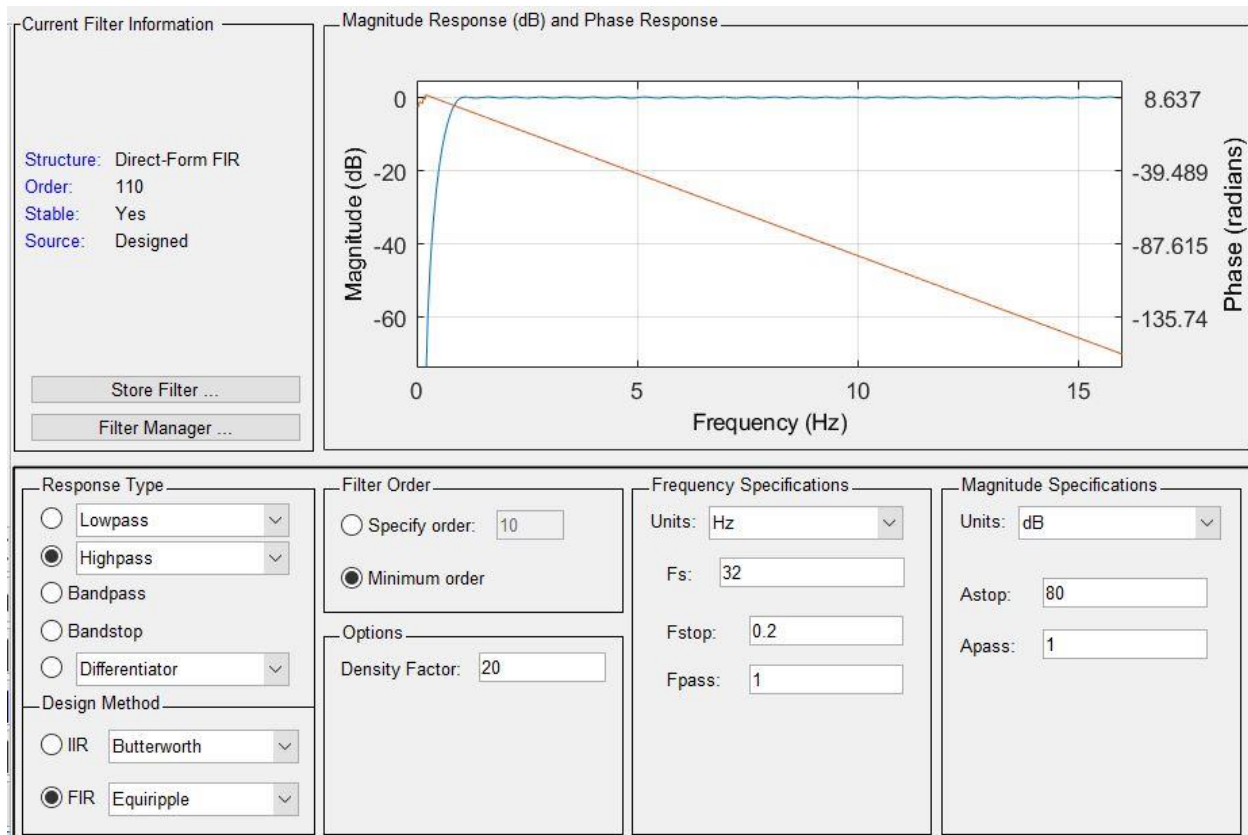 Current Filter Information
Structure: Direct-Form FIR
Order: 110
Stable: Yes
Source: Designed
Store Filter ...
Filter Manager ...
Magnitude Response (dB) and Phase Response
Magnitude (dB)
0
-20
-40
-60
0
5
10
15
Frequency (Hz)
8.637
-39.489
-87.615
-135.74
Phase (radians)
Response Type
Lowpass
Highpass
Bandpass
Bandstop
Differentiator
Design Method
IIR Butterworth
FIR Equiripple
Filter Order
Specify order: 10
Minimum order
Options
Density Factor: 20
Frequency Specifications
Units: Hz
Fs: 32
Fstop: 0.2
Fpass: 1
Magnitude Specifications
Units: dB
Astop: 80
Apass: 1